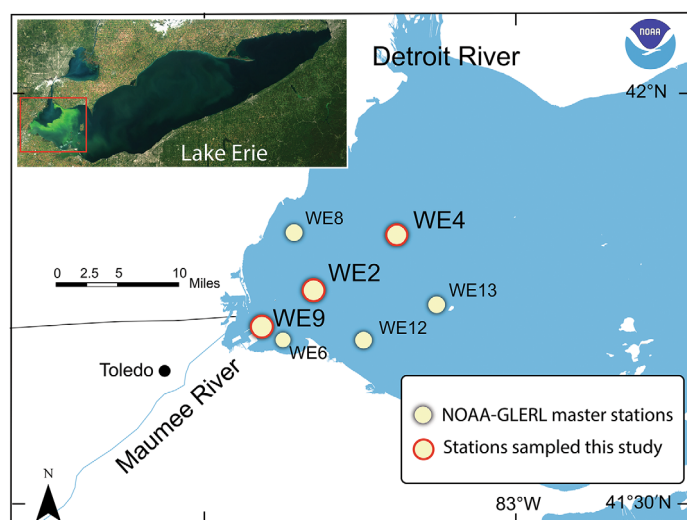 Detroit River
NOAA
42°N
Lake Erie
WE8
WE4
0 2.5 5 10 Miles
WE2
WE13
WE9
WE12
WE6
Toledo
Maumee River
NOAA-GLERL master stations
Stations sampled this study
N
83°W
41°30′N